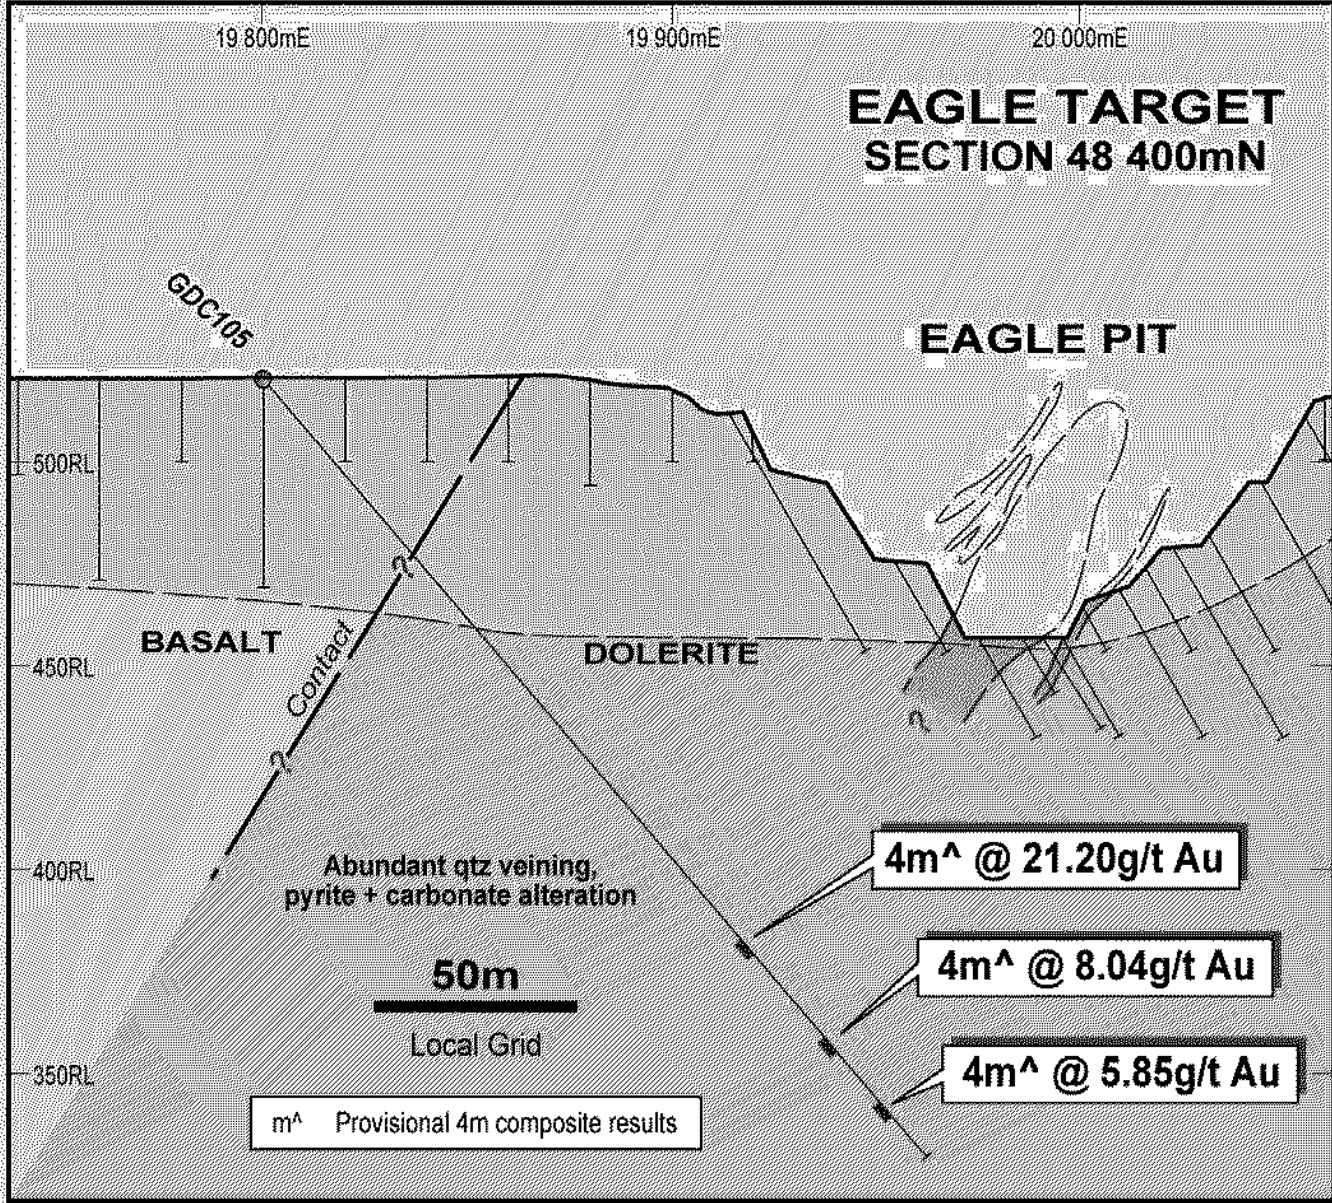 19 800mE
19 900mE
20 000mE
EAGLE TARGET
SECTION 48 400mN
GDC105
EAGLE PIT
500RL
BASALT
Contact
DOLERITE
450RL
?
?
?
400RL
Abundant qtz veining,
pyrite + carbonate alteration
4m^ @ 21.20g/t Au
50m
4m^ @ 8.04g/t Au
Local Grid
350RL
4m^ @ 5.85g/t Au
m^ Provisional 4m composite results